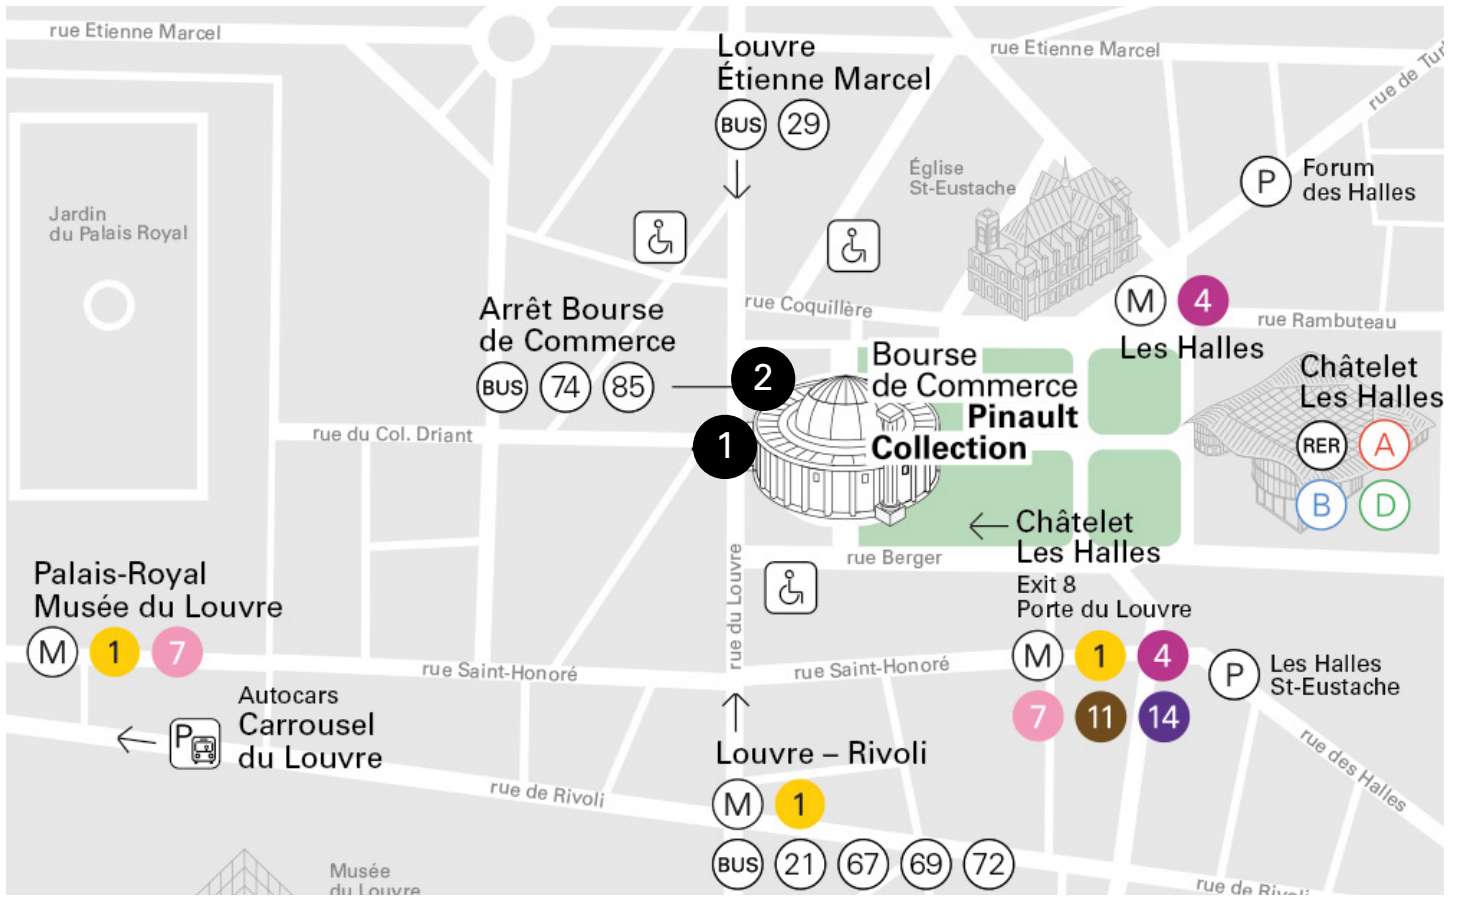 rue Etienne Marcel
Louvre
Étienne Marcel
BUS 29
rue Etienne Marcel
rue de Tur
Jardin
du Palais Royal
Église
St-Eustache
P
Forum
des Halles
Arrêt Bourse
de Commerce
BUS 74 85
rue Coquillère
M 4
Les Halles
rue Rambuteau
2
1
Bourse
de Commerce
Pinault
Collection
Châtelet
Les Halles
RER A
B D
rue du Col. Driant
Châtelet
Les Halles
Exit 8
Porte du Louvre
M 1 4
7 11 14
rue Berger
rue du Louvre
Palais-Royal
Musée du Louvre
M 1 7
rue Saint-Honoré
rue Saint-Honoré
P
Les Halles
St-Eustache
P
Autocars
Carrousel
du Louvre
Louvre – Rivoli
M 1
BUS 21 67 69 72
rue de Rivoli
rue des Halles
Musée
du Louvre
rue de Rivoli